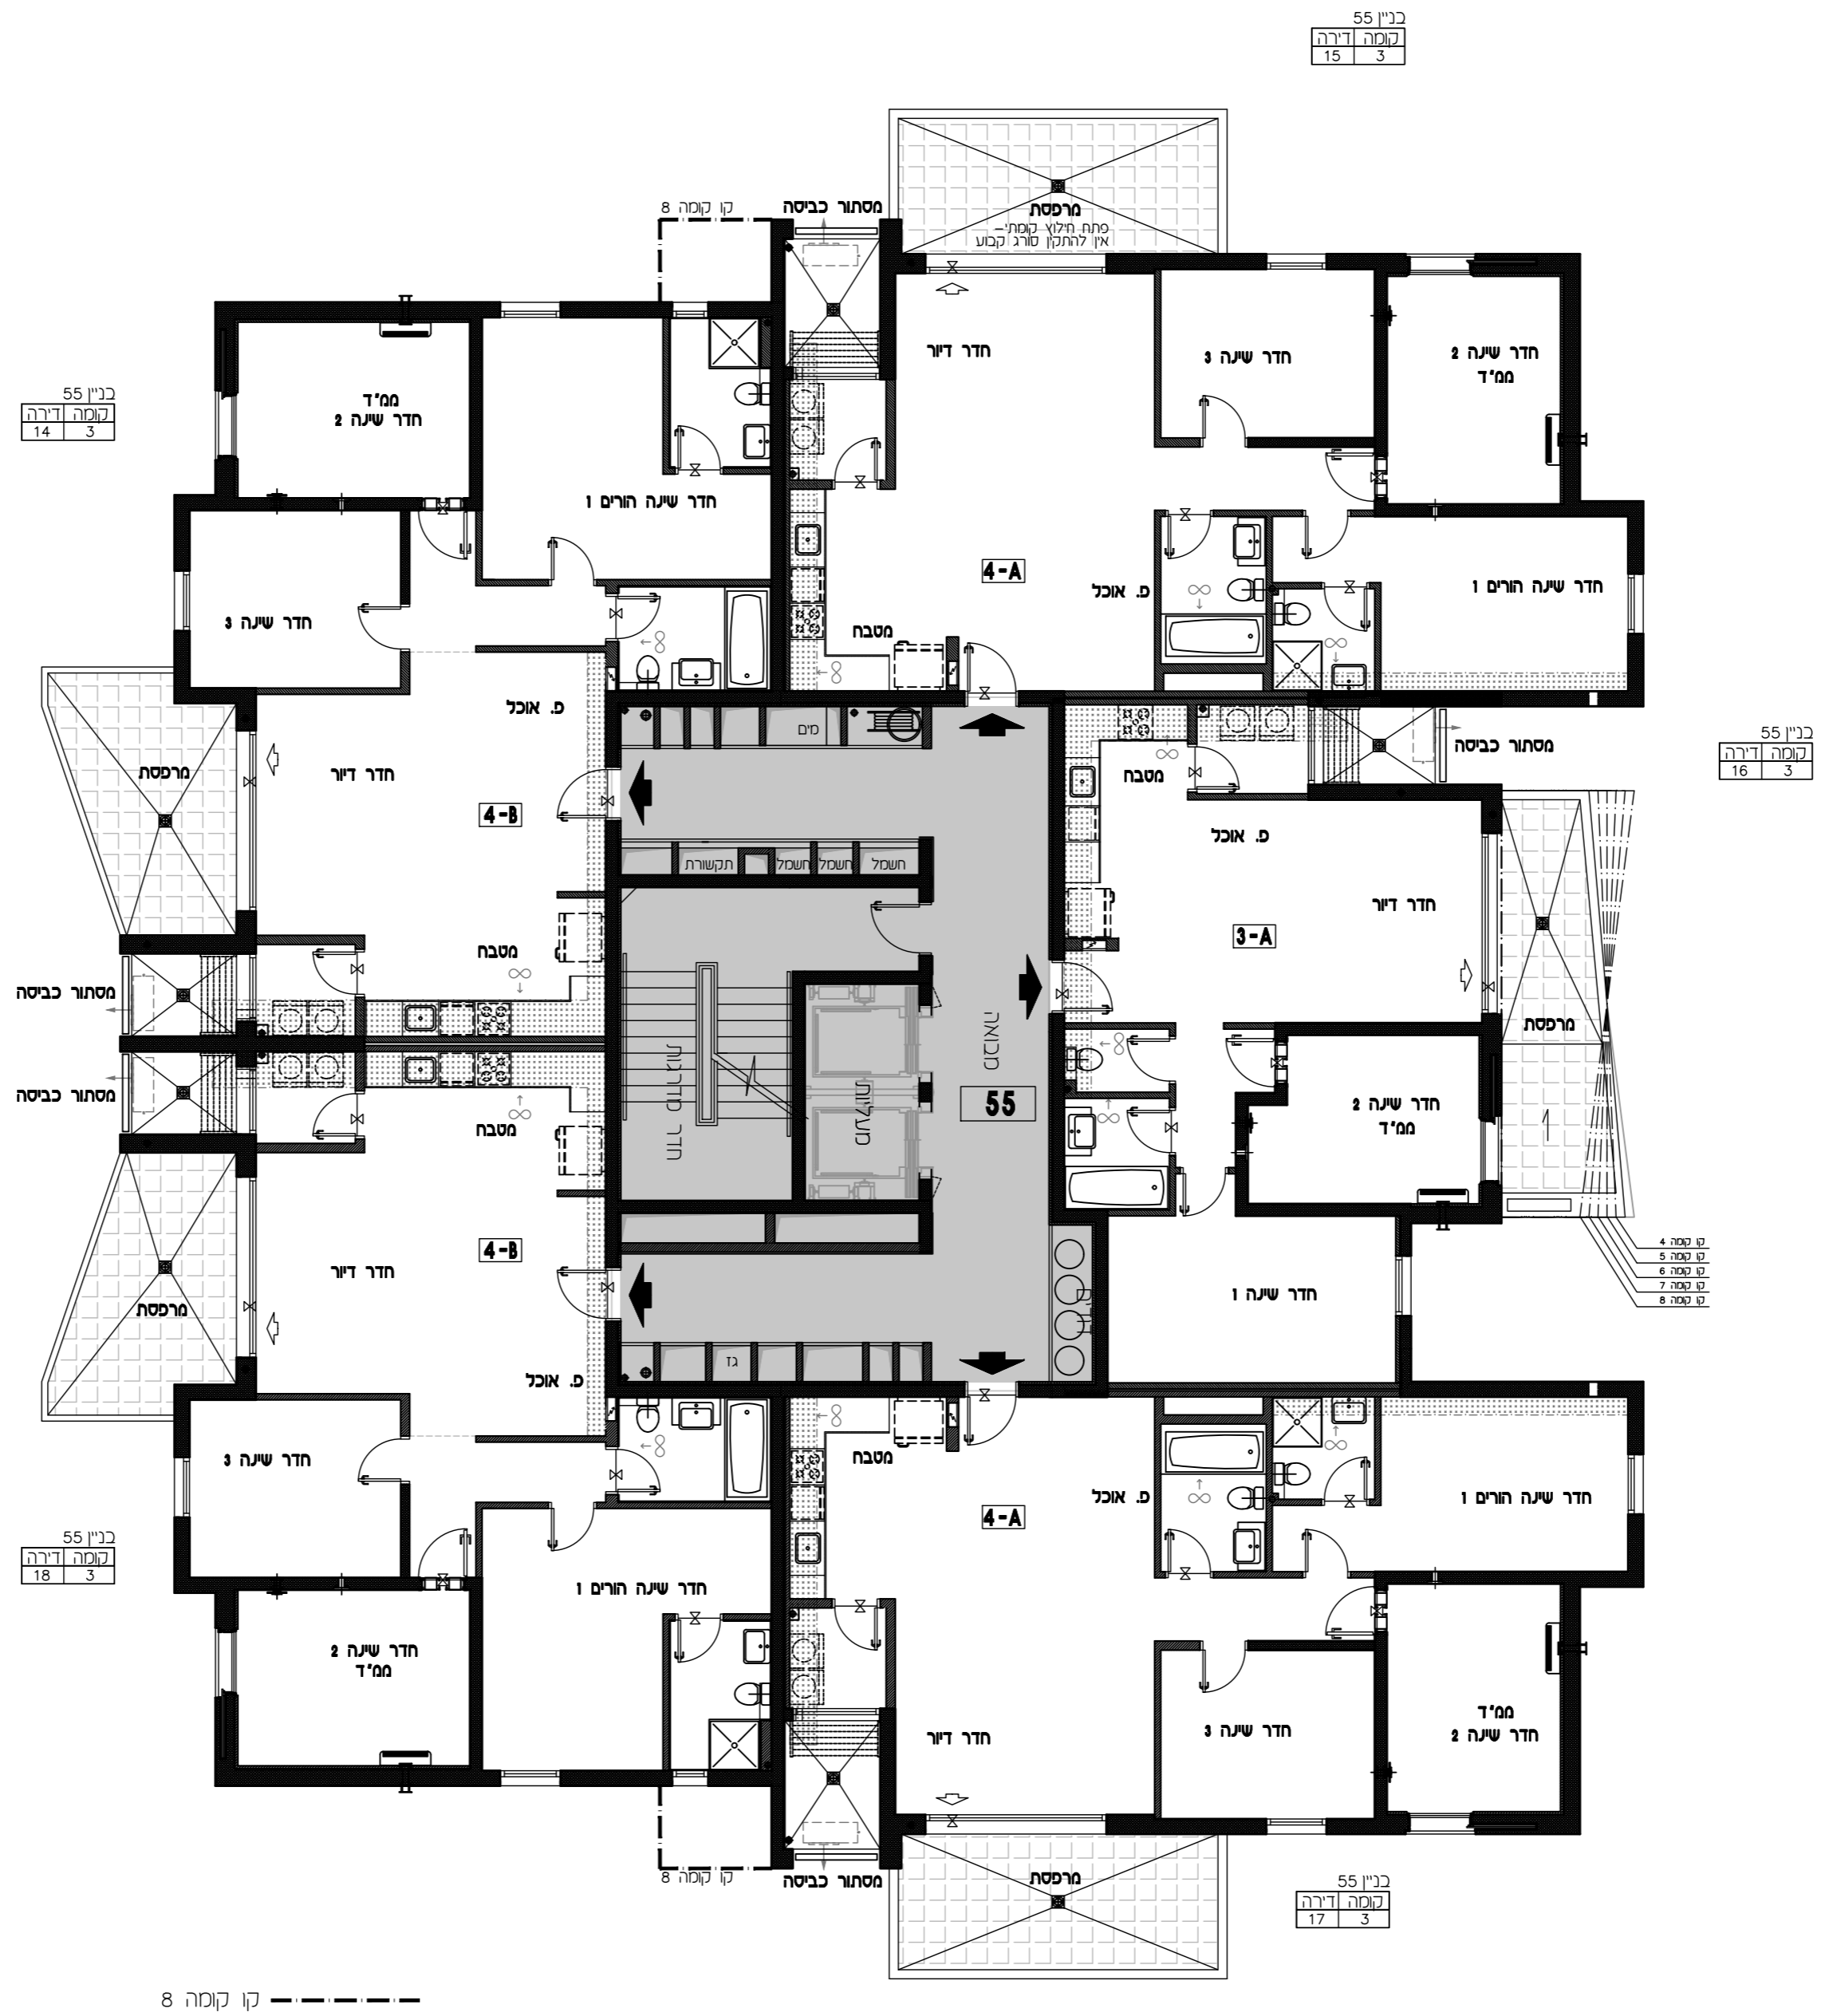 בניין 55
קומה דירה
3 15
קו קומה 8
מסתור כביסה
מרפסת
פתח חילוץ קומתי-
אין להתקין סורג קבוע
חדר דיור
חדר שינה 3
חדר שינה 2
ממ"ד
בניין 55
קומה דירה
3 14
ממ"ד
חדר שינה 2
חדר שינה הורים 1
חדר שינה 3
4-A
פ. אוכל
חדר שינה הורים 1
מטבח
פ. אוכל
מים
חדר דיור
מרפסת
4-B
מטבח
מסתור כביסה
בניין 55
קומה דירה
3 16
פ. אוכל
תקשורת
חשמל
חשמל
חשמל
חדר דיור
3-A
מטבח
מסתור כביסה
מבואה
מרפסת
55
חדר מדרגות
מעליות
מסתור כביסה
מטבח
חדר שינה 2
ממ"ד
4-B
חדר דיור
מרפסת
חדר שינה 1
קו קומה 4
קו קומה 5
קו קומה 6
קו קומה 7
קו קומה 8
גז
פ. אוכל
חדר שינה 3
מטבח
4-A
פ. אוכל
חדר שינה הורים 1
בניין 55
קומה דירה
3 18
חדר שינה הורים 1
חדר שינה 2
ממ"ד
חדר דיור
חדר שינה 3
ממ"ד
חדר שינה 2
קו קומה 8
מסתור כביסה
מרפסת
בניין 55
קומה דירה
3 17
קו קומה 8